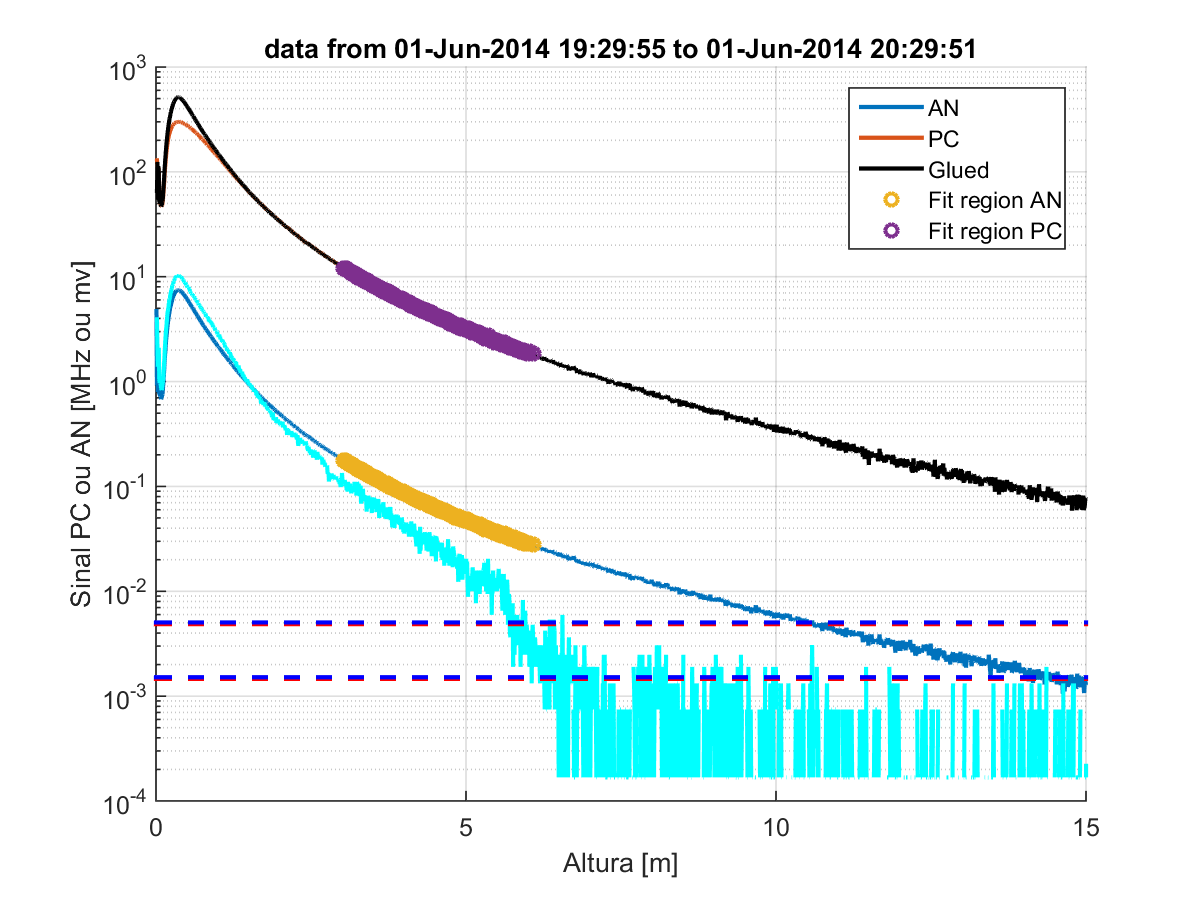 data from 01-Jun-2014 19:29:55 to 01-Jun-2014 20:29:51
AN
PC
Glued
Fit region AN
Fit region PC
Sinal PC ou AN [MHz ou mv]
10^3
10^2
10^1
10^0
10^-1
10^-2
10^-3
10^-4
0 5 10 15
Altura [m]